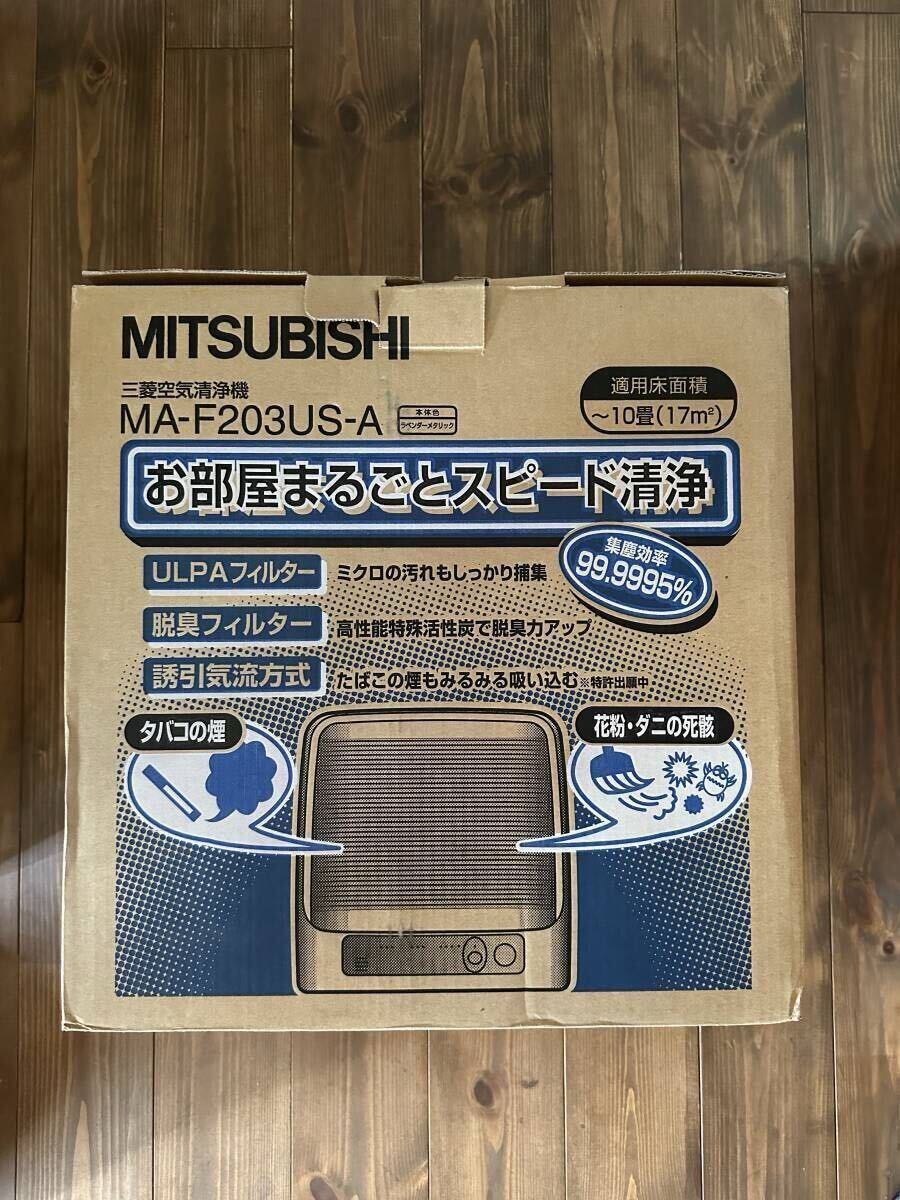 MITSUBISHI
三菱空気清浄機
MA-F203US-A
本体色
ラベンダーメタリック
適用床面積
～10畳(17m²)
お部屋まるごとスピード清浄
集塵効率
99.9995%
ULPAフィルター ミクロの汚れもしっかり捕集
脱臭フィルター 高性能特殊活性炭で脱臭力アップ
誘引気流方式 たばこの煙もみるみる吸い込む※特許出願中
タバコの煙
花粉・ダニの死骸